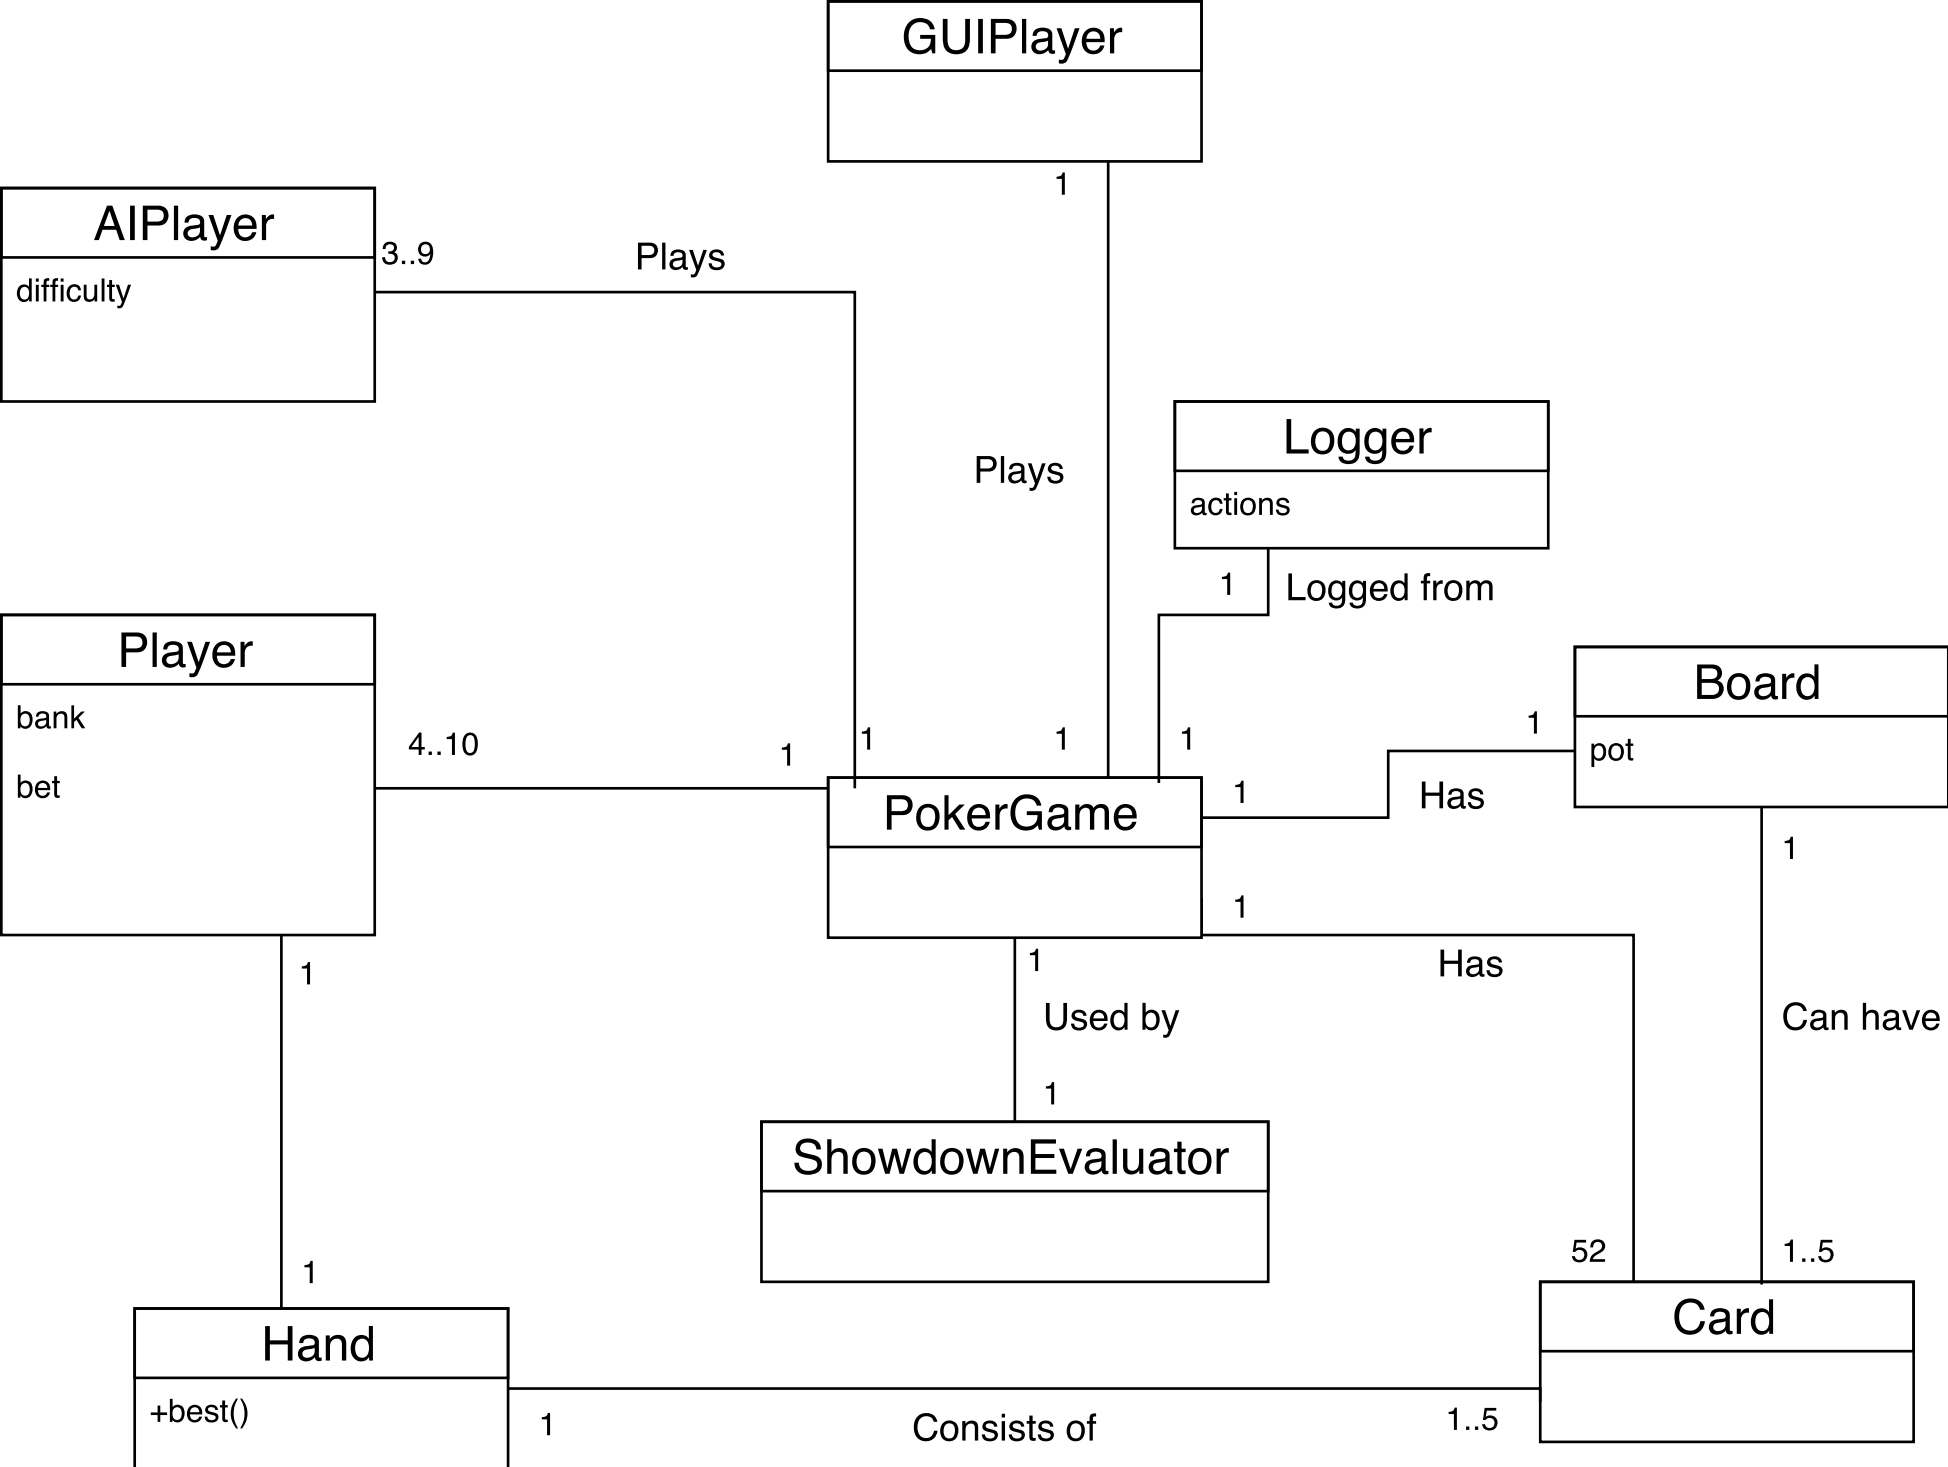 GUIPlayer
1
AIPlayer
difficulty
3..9
Plays
Plays
Logger
actions
1
Logged from
Player
bank
bet
4..10
1
1
1
1
PokerGame
1
Has
1
Board
pot
1
1
Has
Can have
1
Used by
1
ShowdownEvaluator
1
1
52
1..5
Hand
+best()
1
Consists of
1..5
Card